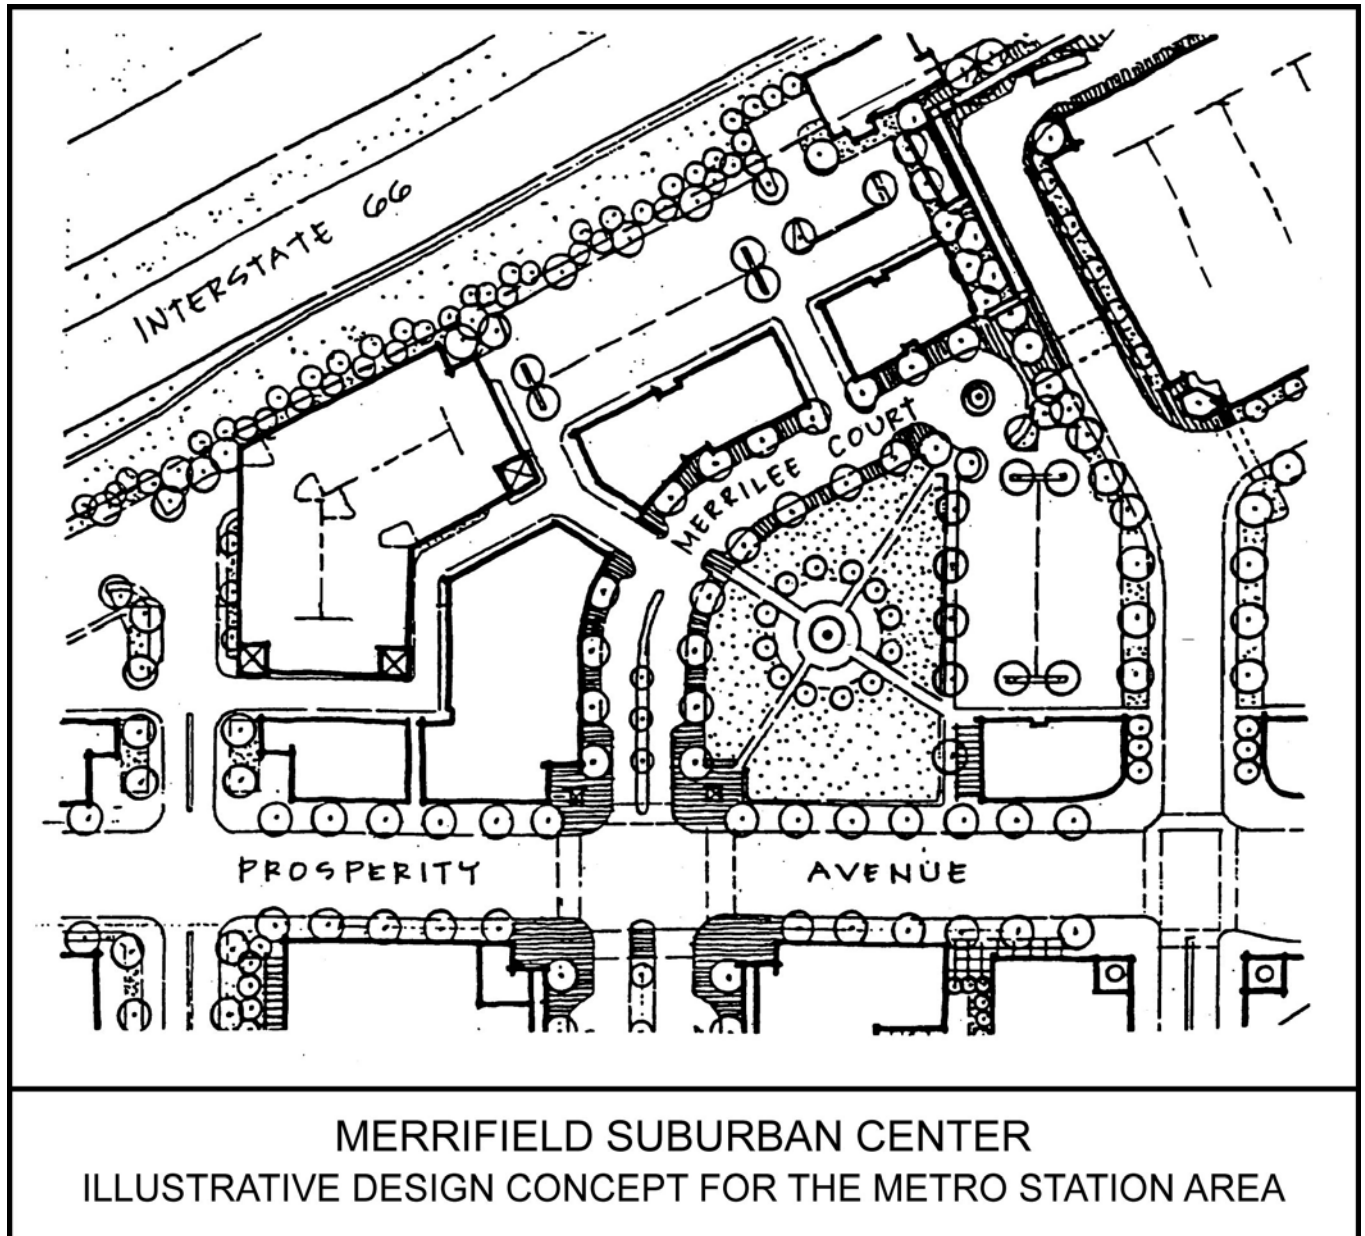 INTERSTATE 66
MERRILEE COURT
PROSPERITY AVENUE
MERRIFIELD SUBURBAN CENTER
ILLUSTRATIVE DESIGN CONCEPT FOR THE METRO STATION AREA